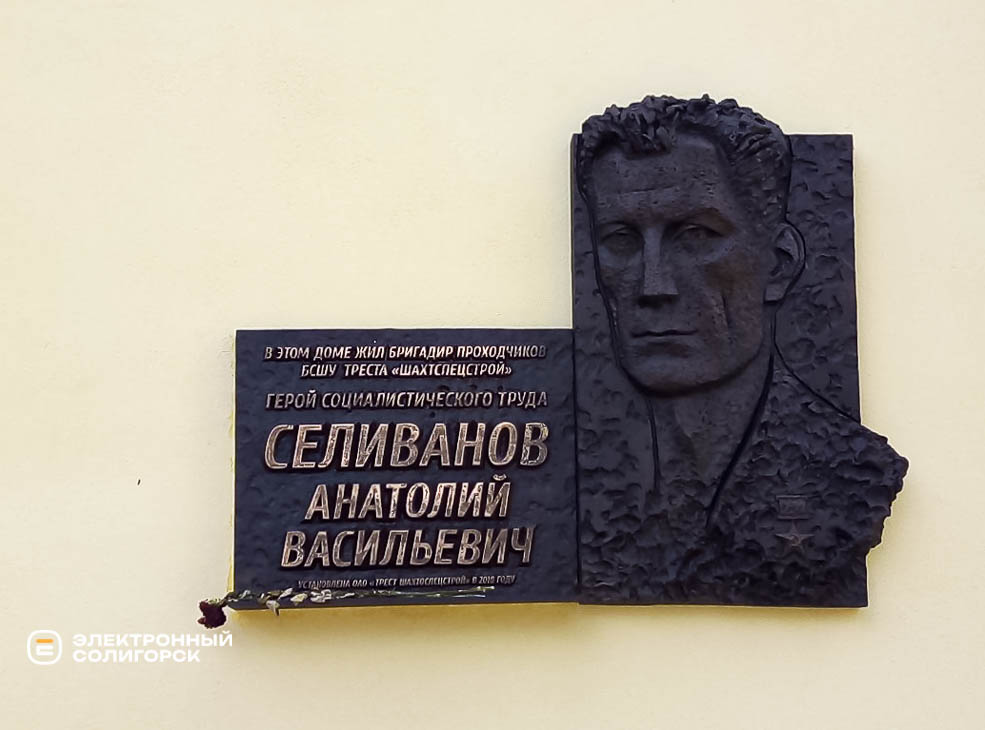 В ЭТОМ ДОМЕ ЖИЛ БРИГАДИР ПРОХОДЧИКОВ
БСШУ ТРЕСТА «ШАХТСПЕЦСТРОЙ»
ГЕРОЙ СОЦИАЛИСТИЧЕСКОГО ТРУДА
СЕЛИВАНОВ
АНАТОЛИЙ
ВАСИЛЬЕВИЧ
УСТАНОВЛЕНА ОАО «ТРЕСТ ШАХТОСПЕЦСТРОЙ» В 2019 ГОДУ
ЭЛЕКТРОННЫЙ
СОЛИГОРСК